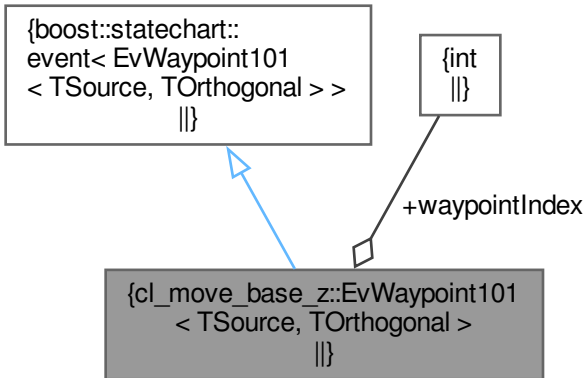 {boost::statechart::
event< EvWaypoint101
< TSource, TOrthogonal > >
||}
{int
||}
+waypointIndex
{cl_move_base_z::EvWaypoint101
< TSource, TOrthogonal >
||}